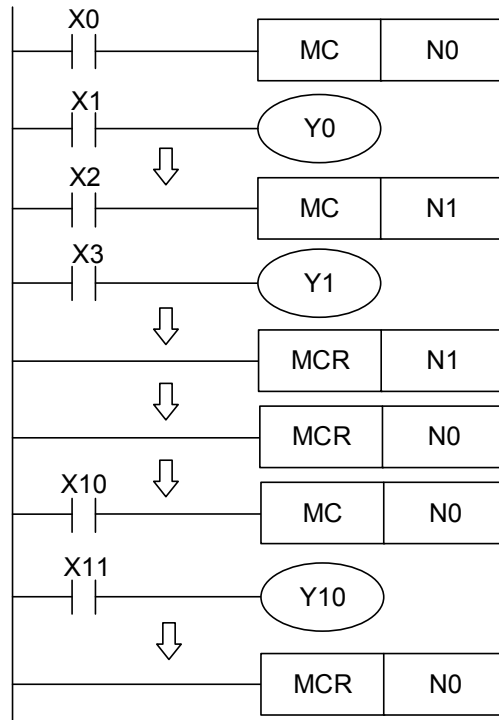 X0
MC N0
X1
Y0
X2
MC N1
X3
Y1
MCR N1
MCR N0
X10
MC N0
X11
Y10
MCR N0